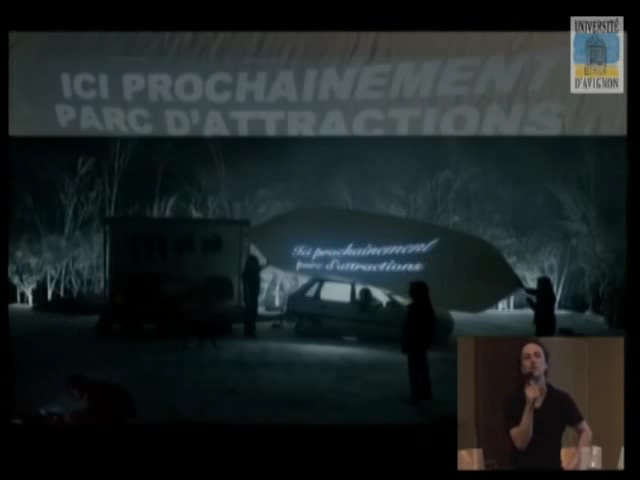 UNIVERSITÉ
D'AVIGNON
ICI PROCHAINEMENT
PARC D'ATTRACTIONS
Ici prochainement
parc d'attractions